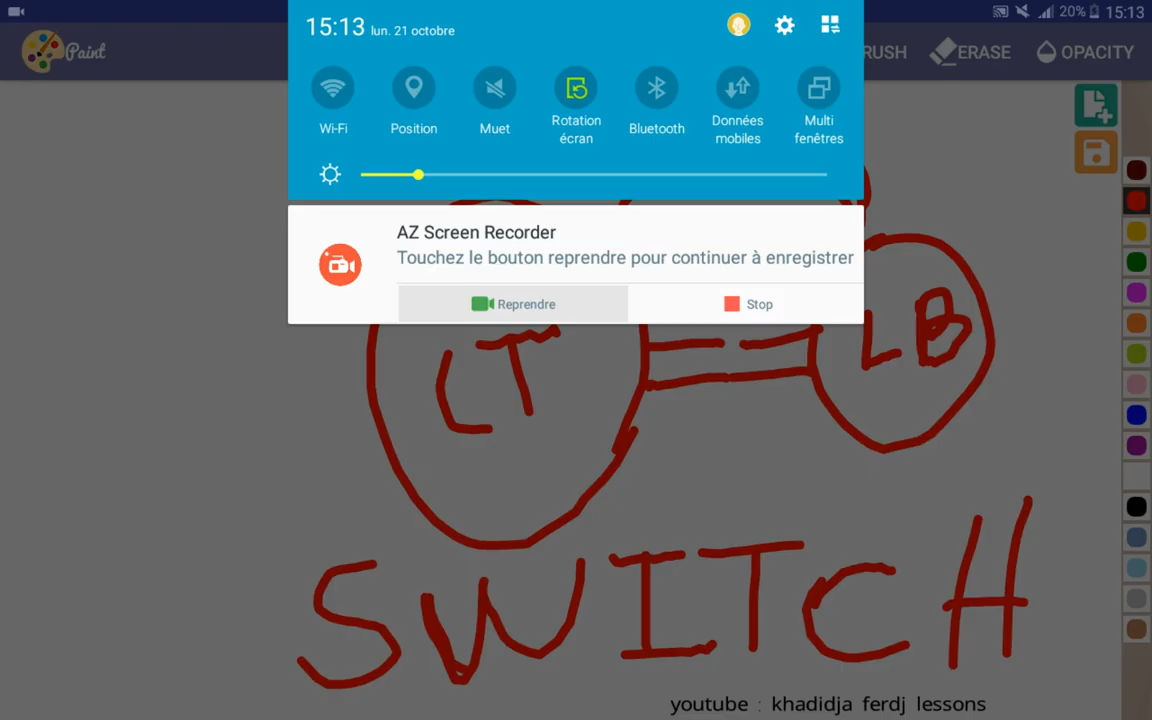 20% 15:13
15:13 lun. 21 octobre
Paint
RUSH ERASE OPACITY
Wi-Fi Position Muet Rotation écran Bluetooth Données mobiles Multi fenêtres
AZ Screen Recorder
Touchez le bouton reprendre pour continuer à enregistrer
Reprendre Stop
CT LB
SWITCH
youtube : khadidja ferdj lessons